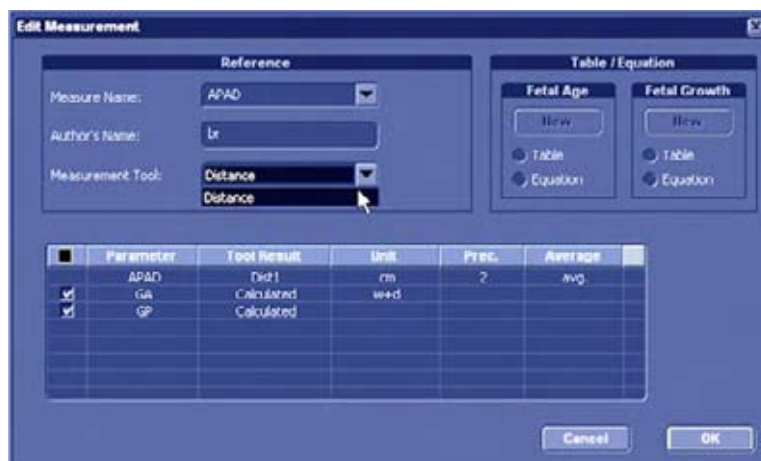 Edit Measurement
Reference
Measure Name: APAD
Author's Name: lx
Measurement Tool: Distance
Distance
Table / Equation
Fetal Age
New
Table
Equation
Fetal Growth
New
Table
Equation
Parameter Tool Result Unit Prec. Average
APAD Dist1 cm 2 avg.
GA Calculated w+d
GP Calculated
Cancel OK